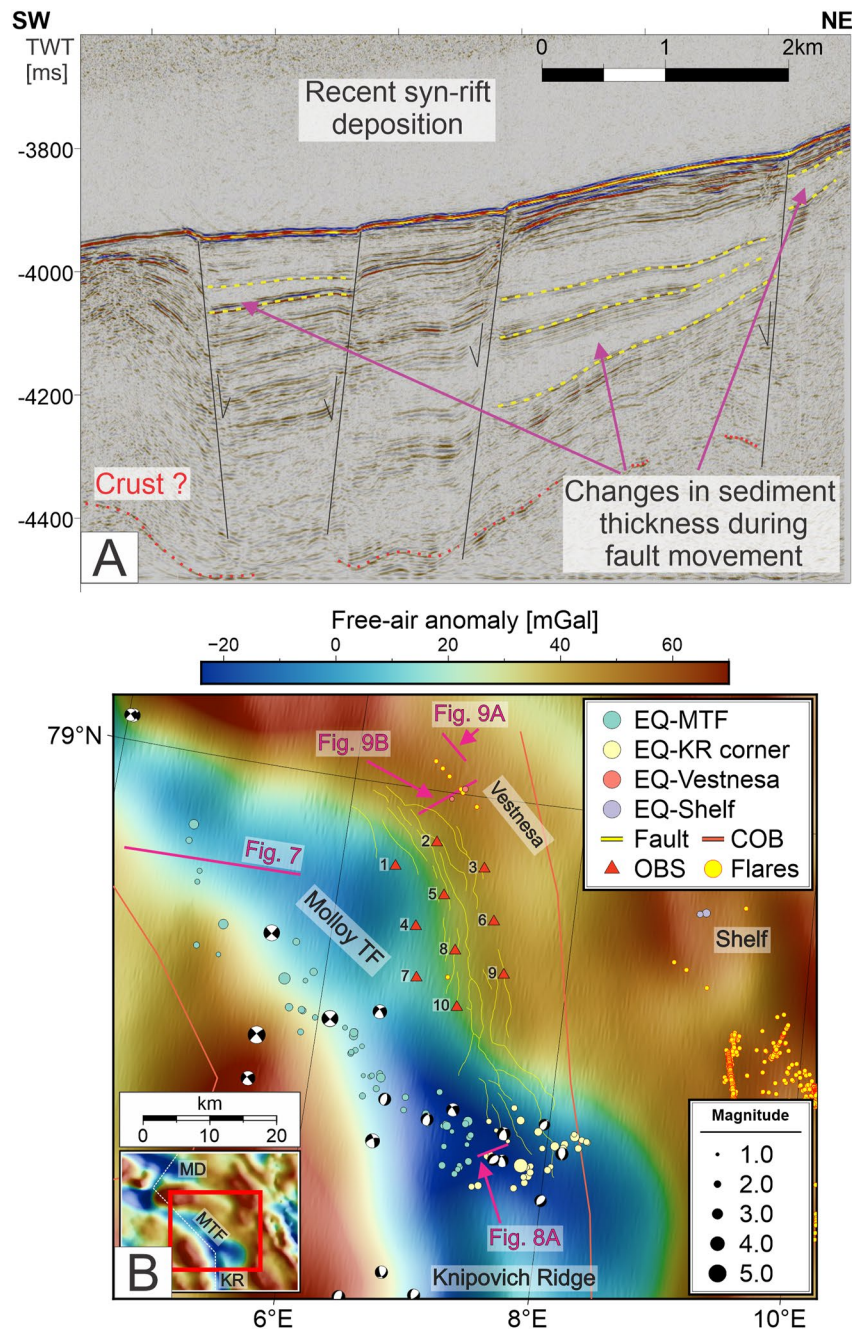 SW
NE
TWT
[ms]
0 1 2km
Recent syn-rift
deposition
-3800
-4000
-4200
-4400
Crust ?
Changes in sediment
thickness during
fault movement
A
Free-air anomaly [mGal]
−20 0 20 40 60
79°N
Fig. 9A
Fig. 9B
Vestnesa
EQ-MTF
EQ-KR corner
EQ-Vestnesa
EQ-Shelf
Fault COB
OBS Flares
Fig. 7
Molloy TF
1
2
3
4
5
6
7
8
9
10
Shelf
km
0 10 20
MD
MTF
KR
B
Fig. 8A
Knipovich Ridge
Magnitude
1.0
2.0
3.0
4.0
5.0
6°E 8°E 10°E